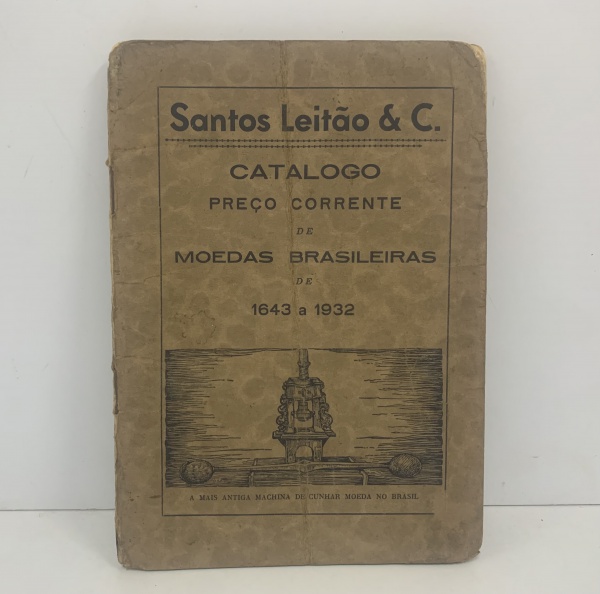 Santos Leitão & C.
CATALOGO
PREÇO CORRENTE
DE
MOEDAS BRASILEIRAS
DE
1643 a 1932
A MAIS ANTIGA MACHINA DE CUNHAR MOEDA NO BRASIL